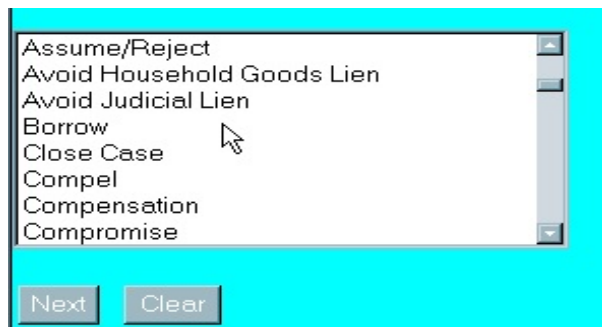 Assume/Reject
Avoid Household Goods Lien
Avoid Judicial Lien
Borrow
Close Case
Compel
Compensation
Compromise
Next Clear